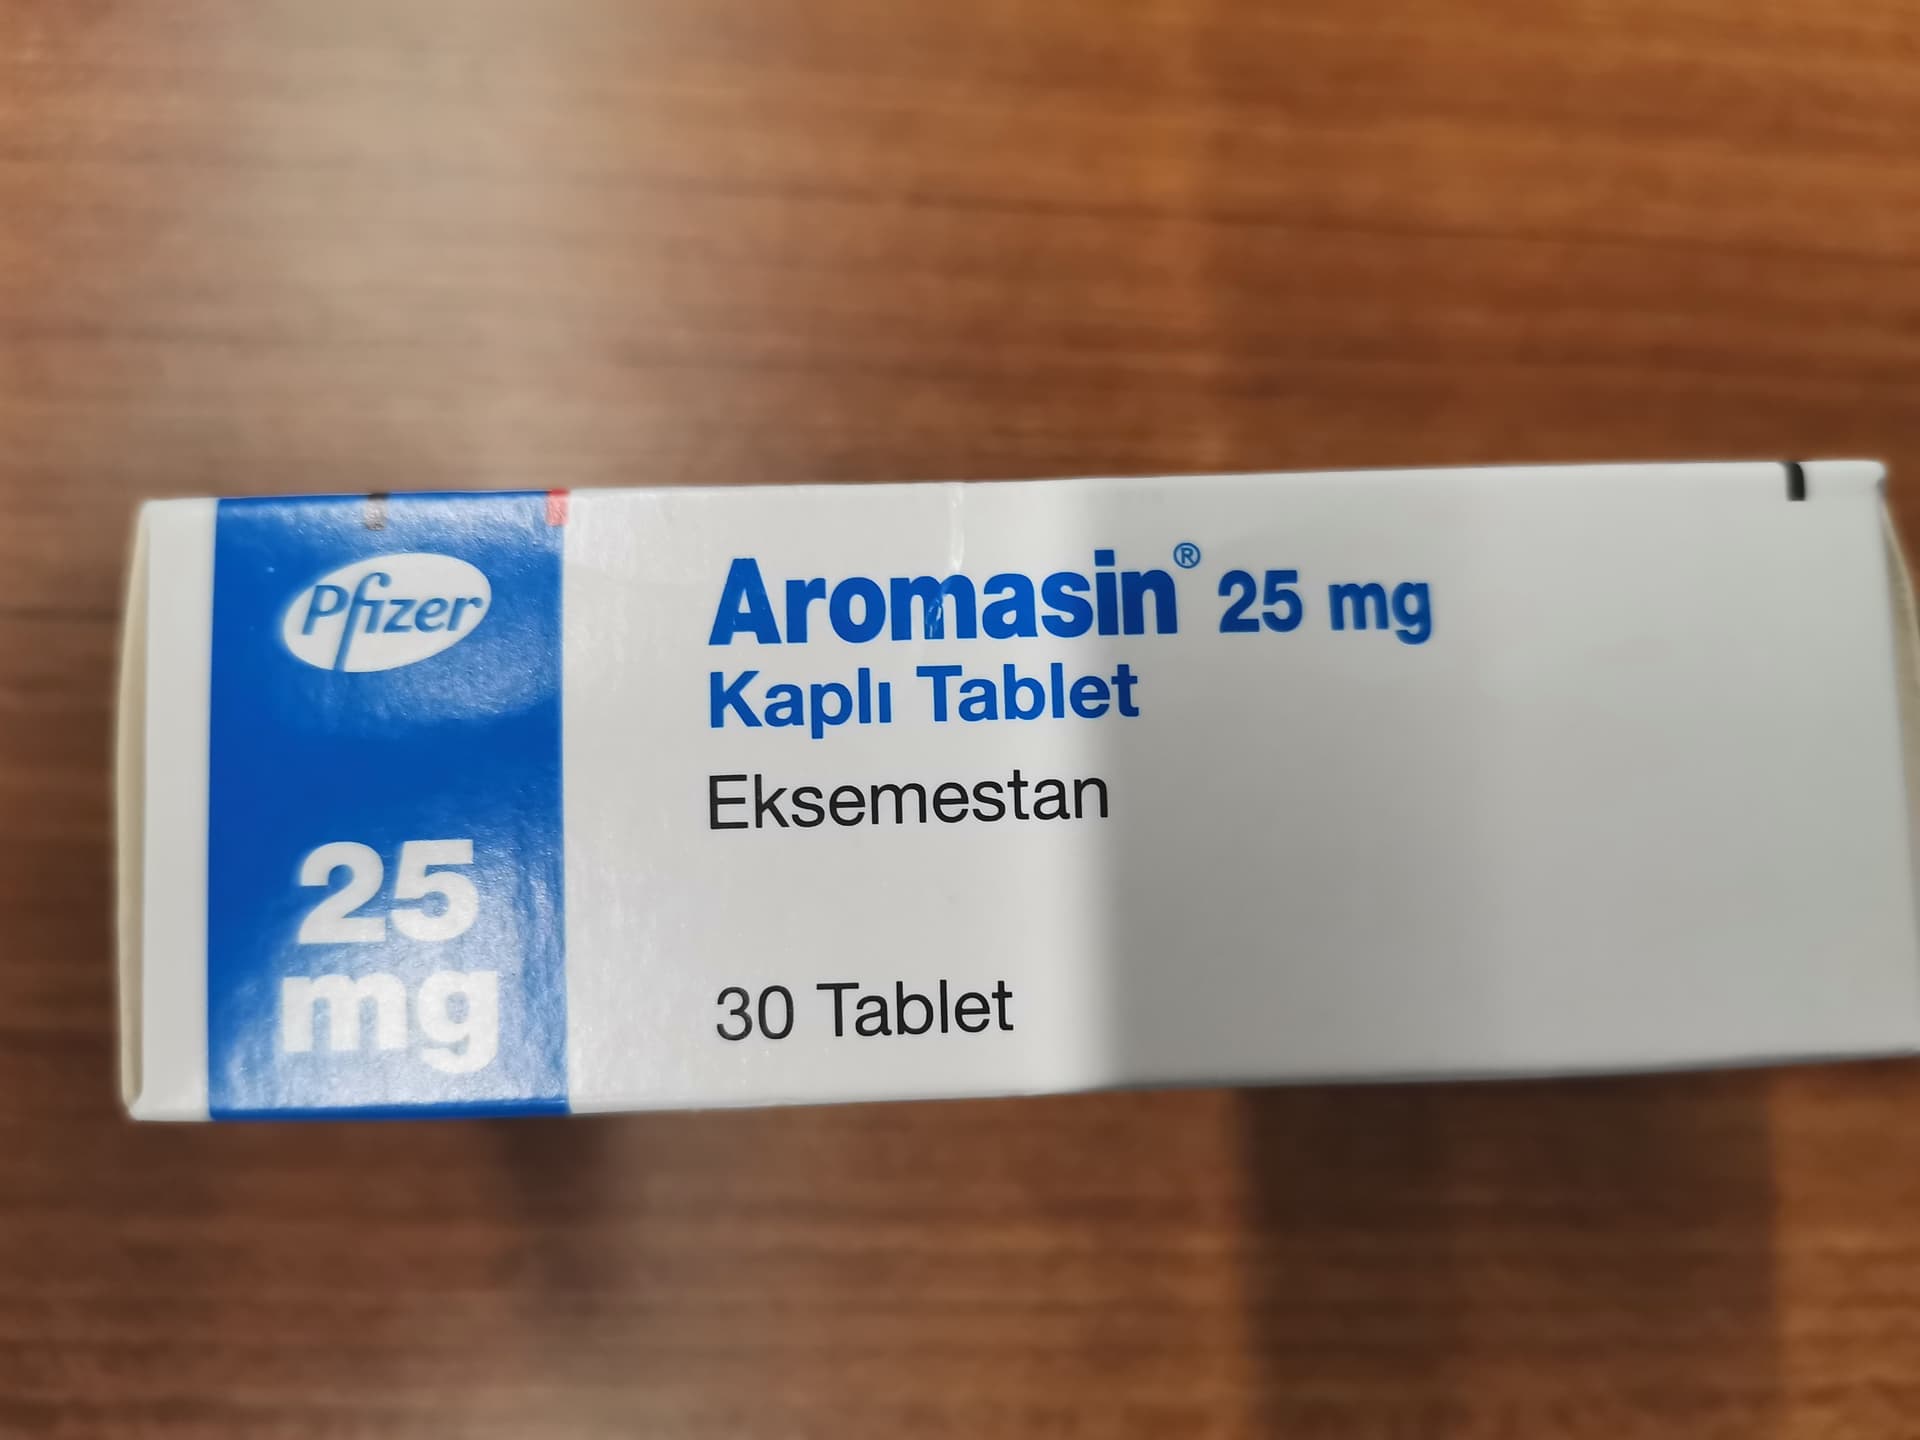 Pfizer
25
mg
Aromasin® 25 mg
Kaplı Tablet
Eksemestan
30 Tablet